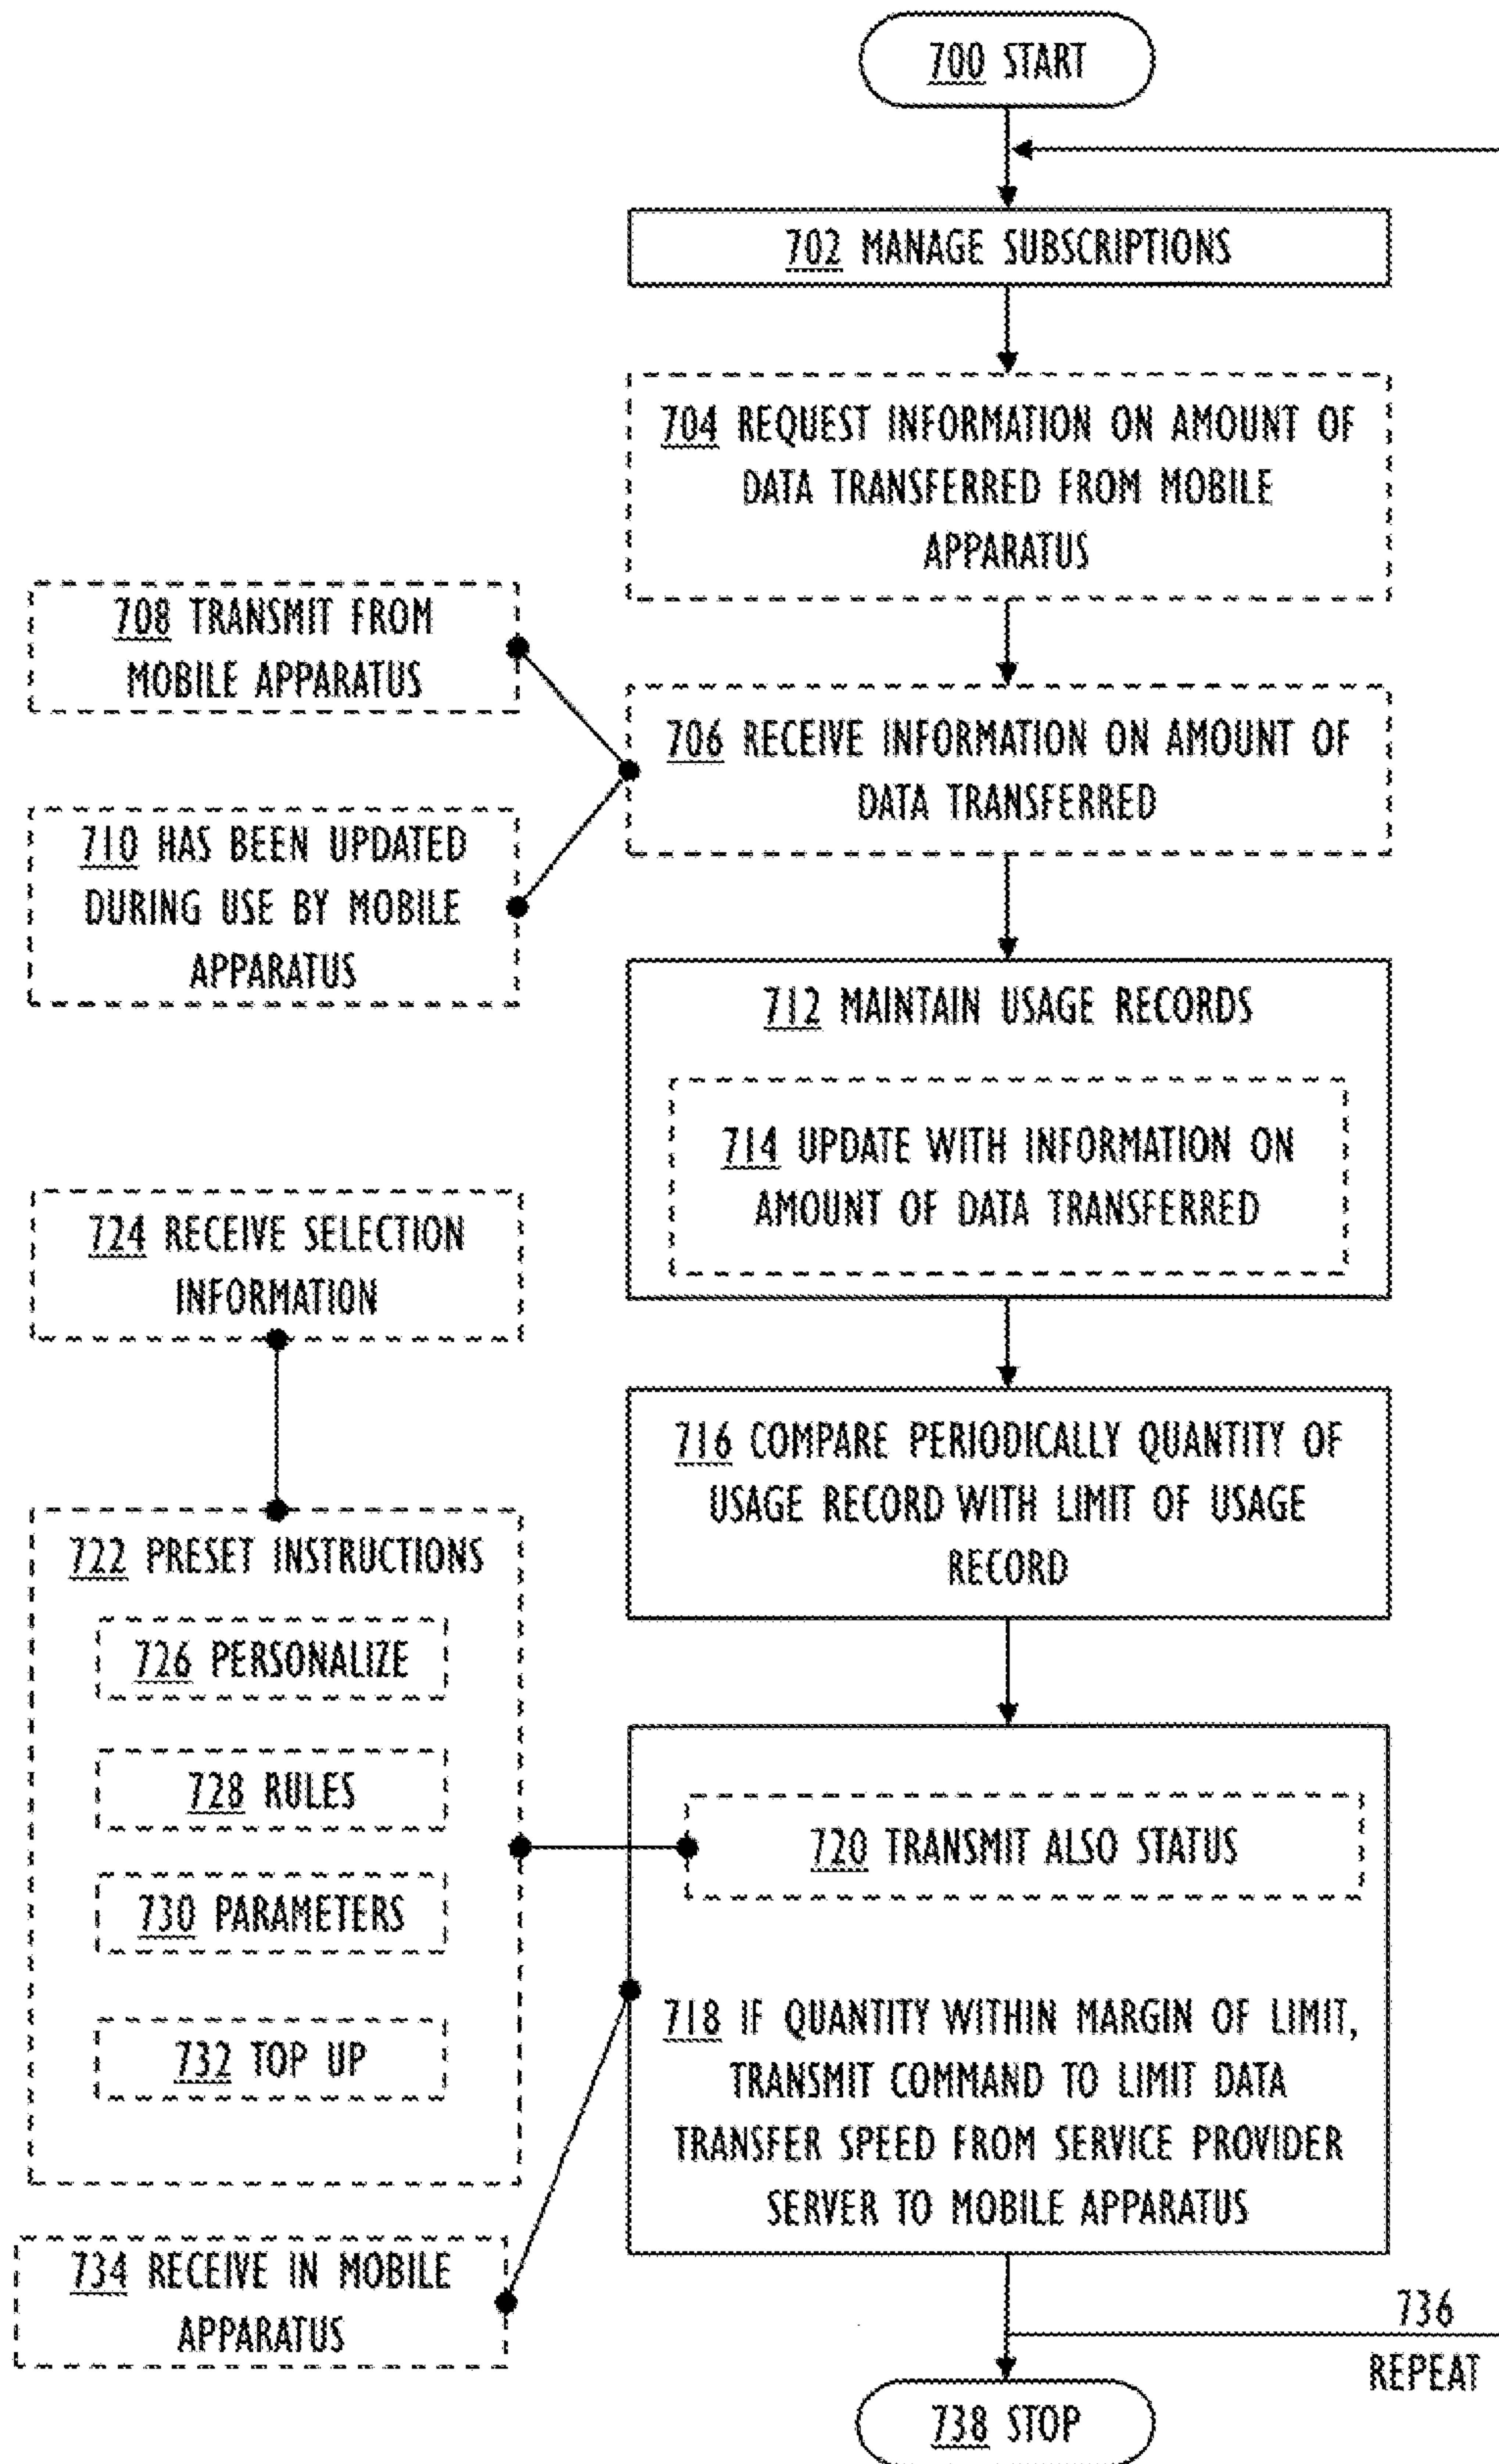 700 START
702 MANAGE SUBSCRIPTIONS
704 REQUEST INFORMATION ON AMOUNT OF
DATA TRANSFERRED FROM MOBILE
APPARATUS
708 TRANSMIT FROM
MOBILE APPARATUS
706 RECEIVE INFORMATION ON AMOUNT OF
DATA TRANSFERRED
710 HAS BEEN UPDATED
DURING USE BY MOBILE
APPARATUS
712 MAINTAIN USAGE RECORDS
714 UPDATE WITH INFORMATION ON
AMOUNT OF DATA TRANSFERRED
724 RECEIVE SELECTION
INFORMATION
716 COMPARE PERIODICALLY QUANTITY OF
USAGE RECORD WITH LIMIT OF USAGE
RECORD
722 PRESET INSTRUCTIONS
726 PERSONALIZE
728 RULES
730 PARAMETERS
732 TOP UP
720 TRANSMIT ALSO STATUS
718 IF QUANTITY WITHIN MARGIN OF LIMIT,
TRANSMIT COMMAND TO LIMIT DATA
TRANSFER SPEED FROM SERVICE PROVIDER
SERVER TO MOBILE APPARATUS
734 RECEIVE IN MOBILE
APPARATUS
736
REPEAT
738 STOP